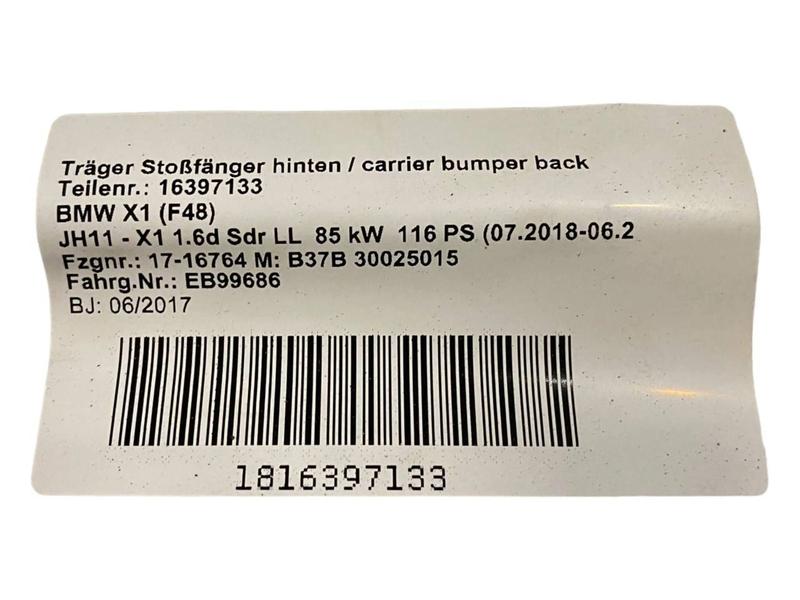 Träger Stoßfänger hinten / carrier bumper back
Teilenr.: 16397133
BMW X1 (F48)
JH11 - X1 1.6d Sdr LL 85 kW 116 PS (07.2018-06.2
Fzgnr.: 17-16764 M: B37B 30025015
Fahrg.Nr.: EB99686
BJ: 06/2017
1816397133